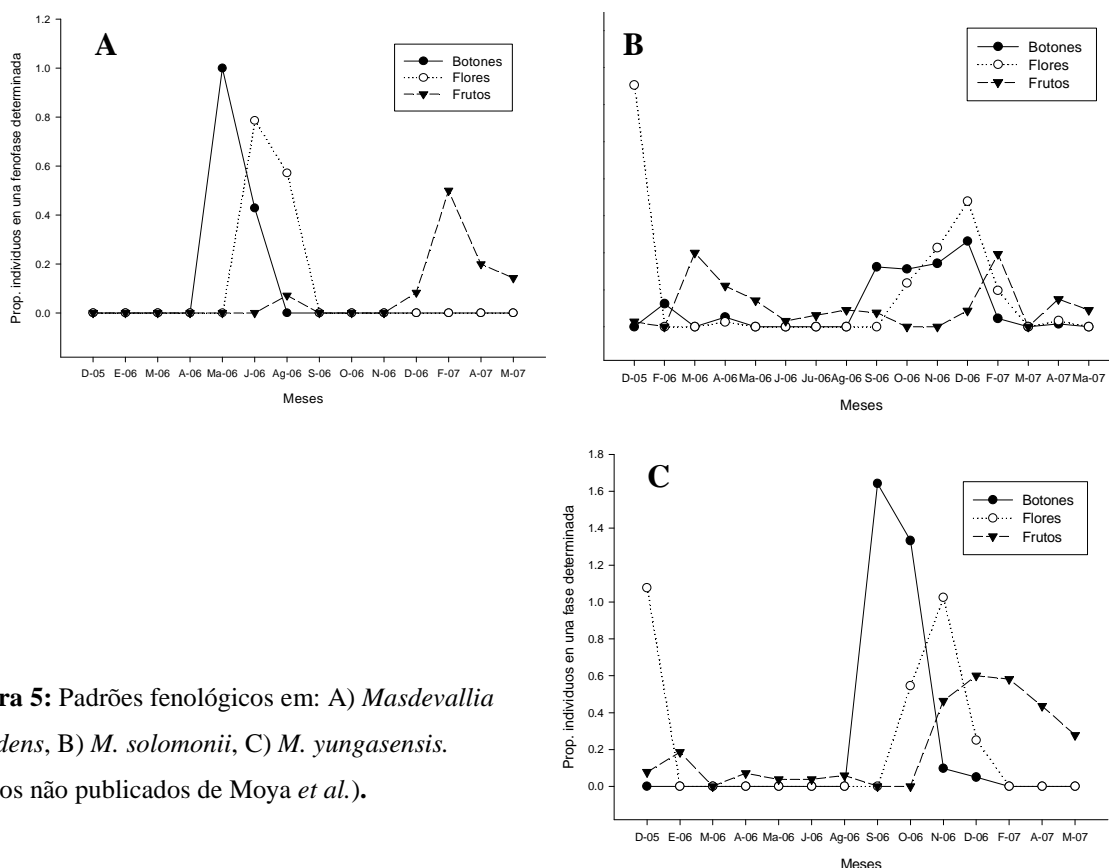 A
Prop. individuos en una fenofase determinada
1.2
1.0
0.8
0.6
0.4
0.2
0.0
Botones
Flores
Frutos
D-05 E-06 M-06 A-06 Ma-06 J-06 Ag-06 S-06 O-06 N-06 D-06 F-07 A-07 M-07
Meses
B
Botones
Flores
Frutos
D-05 F-06 M-06 A-06 Ma-06 J-06 Ju-06 Ag-06 S-06 O-06 N-06 D-06 F-07 M-07 A-07 Ma-07
Meses
C
Prop. individuos en una fase determinada
1.8
1.6
1.4
1.2
1.0
0.8
0.6
0.4
0.2
0.0
Botones
Flores
Frutos
D-05 E-06 M-06 A-06 Ma-06 J-06 Ag-06 S-06 O-06 N-06 D-06 F-07 A-07 M-07
Meses
ra 5: Padrões fenológicos em: A) Masdevallia
dens, B) M. solomonii, C) M. yungasensis.
os não publicados de Moya et al.).